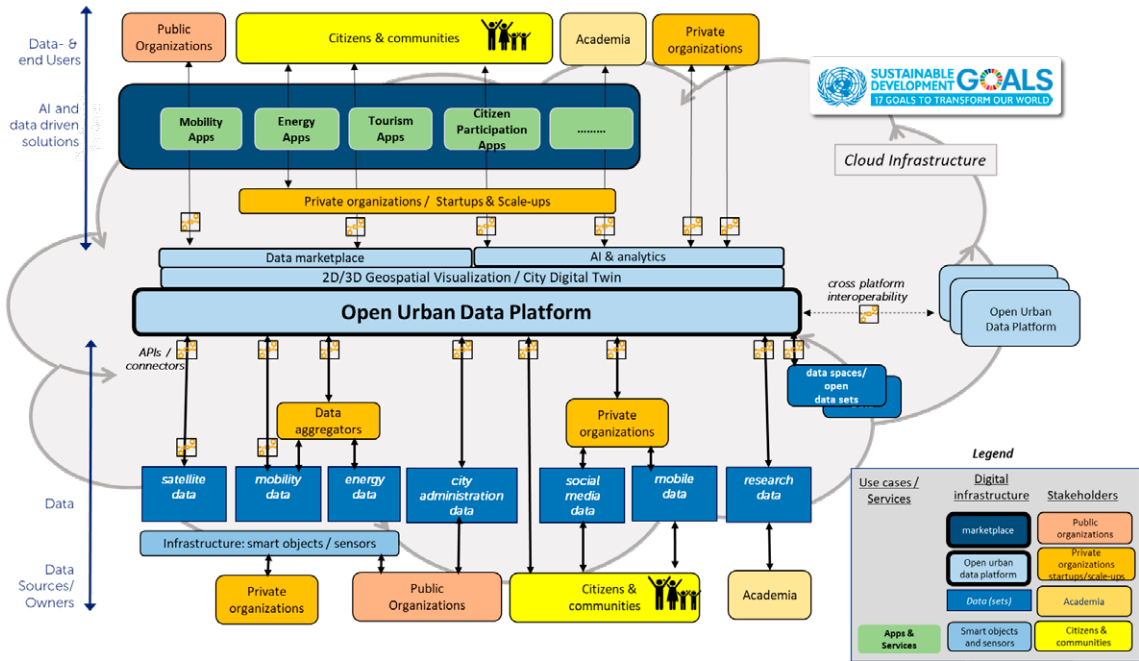 Data- &
end Users
AI and
data driven
solutions
Public
Organizations
Citizens & communities
Academia
Private
organizations
SUSTAINABLE
DEVELOPMENT
GOALS
17 GOALS TO TRANSFORM OUR WORLD
Mobility
Apps
Energy
Apps
Tourism
Apps
Citizen
Participation
Apps
.........
Cloud Infrastructure
Private organizations / Startups & Scale-ups
Data marketplace
AI & analytics
2D/3D Geospatial Visualization / City Digital Twin
Open Urban Data Platform
cross platform
interoperability
Open Urban
Data Platform
APIs /
connectors
data spaces/
open
data sets
Data
aggregators
Private
organizations
Data
satellite
data
mobility
data
energy
data
city
administration
data
social
media
data
mobile
data
research
data
Infrastructure: smart objects / sensors
Data
Sources/
Owners
Private
organizations
Public
Organizations
Citizens &
communities
Academia
Legend
Use cases /
Services
Digital
infrastructure
Stakeholders
marketplace
Public
organizations
Open urban
data platform
Private
organizations
startups/scale-ups
Data (sets)
Academia
Apps &
Services
Smart objects
and sensors
Citizens &
communities